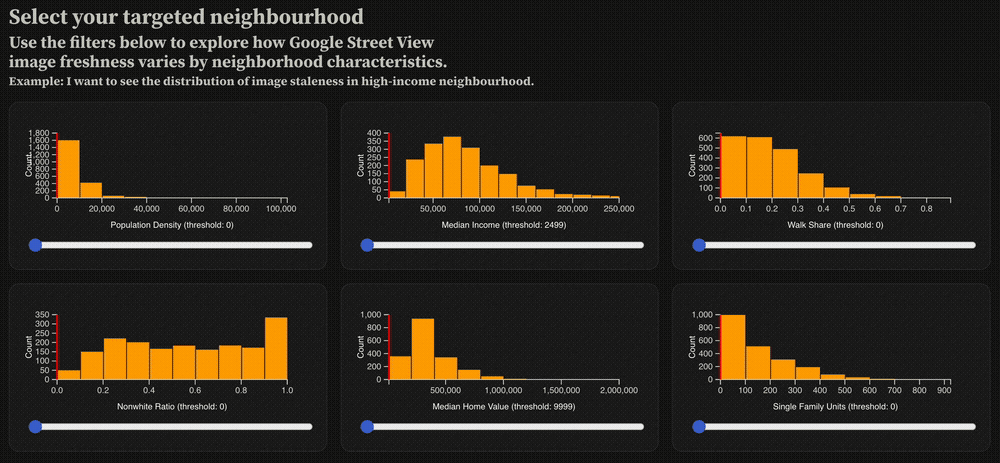 Select your targeted neighbourhood
Use the filters below to explore how Google Street View
image freshness varies by neighborhood characteristics.
Example: I want to see the distribution of image staleness in high-income neighbourhood.
1,800
1,600
1,400
1,200
1,000
800
600
400
200
0
Count
0 20,000 40,000 60,000 80,000 100,000
Population Density (threshold: 0)
400
350
300
250
200
150
100
50
0
Count
50,000 100,000 150,000 200,000 250,000
Median Income (threshold: 2499)
600
500
400
300
200
100
0
Count
0.0 0.1 0.2 0.3 0.4 0.5 0.6 0.7 0.8
Walk Share (threshold: 0)
350
300
250
200
150
100
50
0
Count
0.0 0.2 0.4 0.6 0.8 1.0
Nonwhite Ratio (threshold: 0)
1,000
800
600
400
200
0
Count
500,000 1,000,000 1,500,000 2,000,000
Median Home Value (threshold: 9999)
1,000
800
600
400
200
0
Count
0 100 200 300 400 500 600 700 800 900
Single Family Units (threshold: 0)